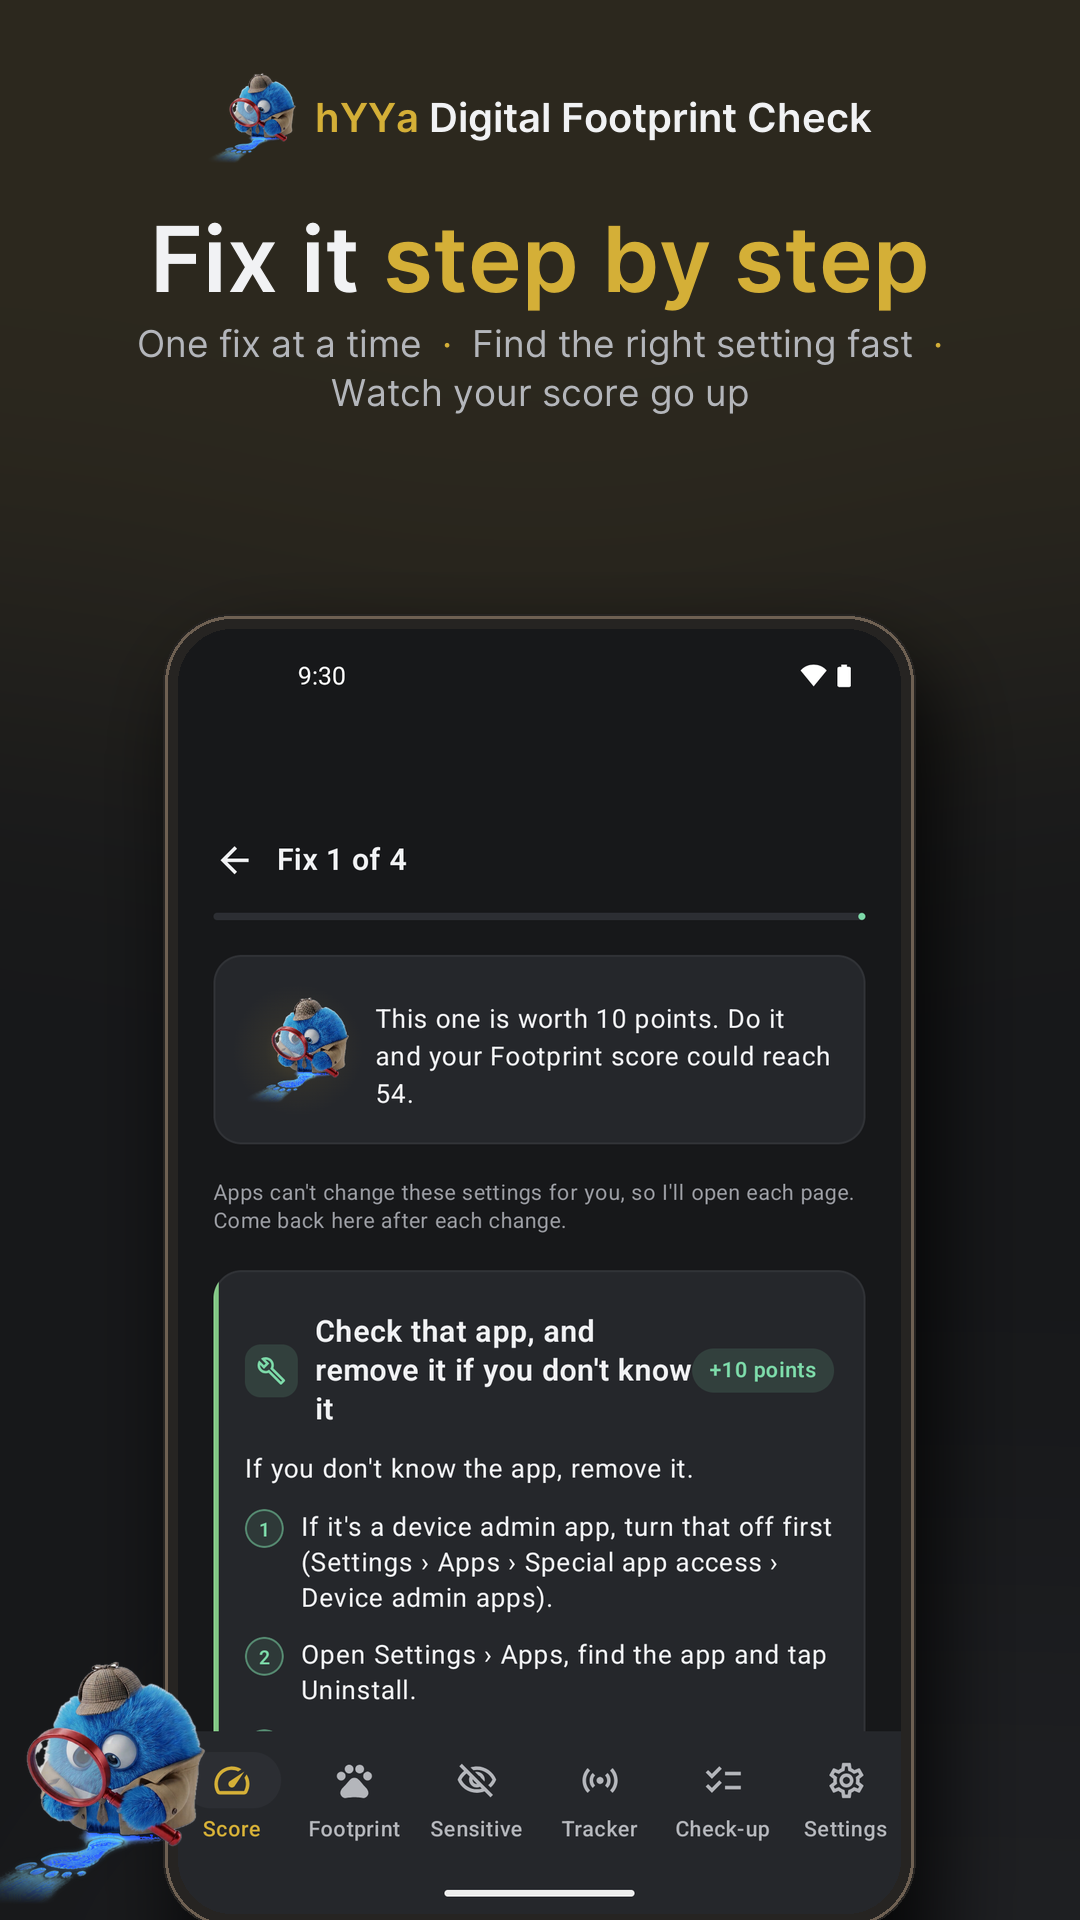 hYYa Digital Footprint Check
Fix it step by step
One fix at a time · Find the right setting fast ·
Watch your score go up
9:30
Fix 1 of 4
This one is worth 10 points. Do it
and your Footprint score could reach
54.
Apps can't change these settings for you, so I'll open each page.
Come back here after each change.
Check that app, and
remove it if you don't know
it
+10 points
If you don't know the app, remove it.
1 If it's a device admin app, turn that off first
(Settings › Apps › Special app access ›
Device admin apps).
2 Open Settings › Apps, find the app and tap
Uninstall.
Score Footprint Sensitive Tracker Check-up Settings